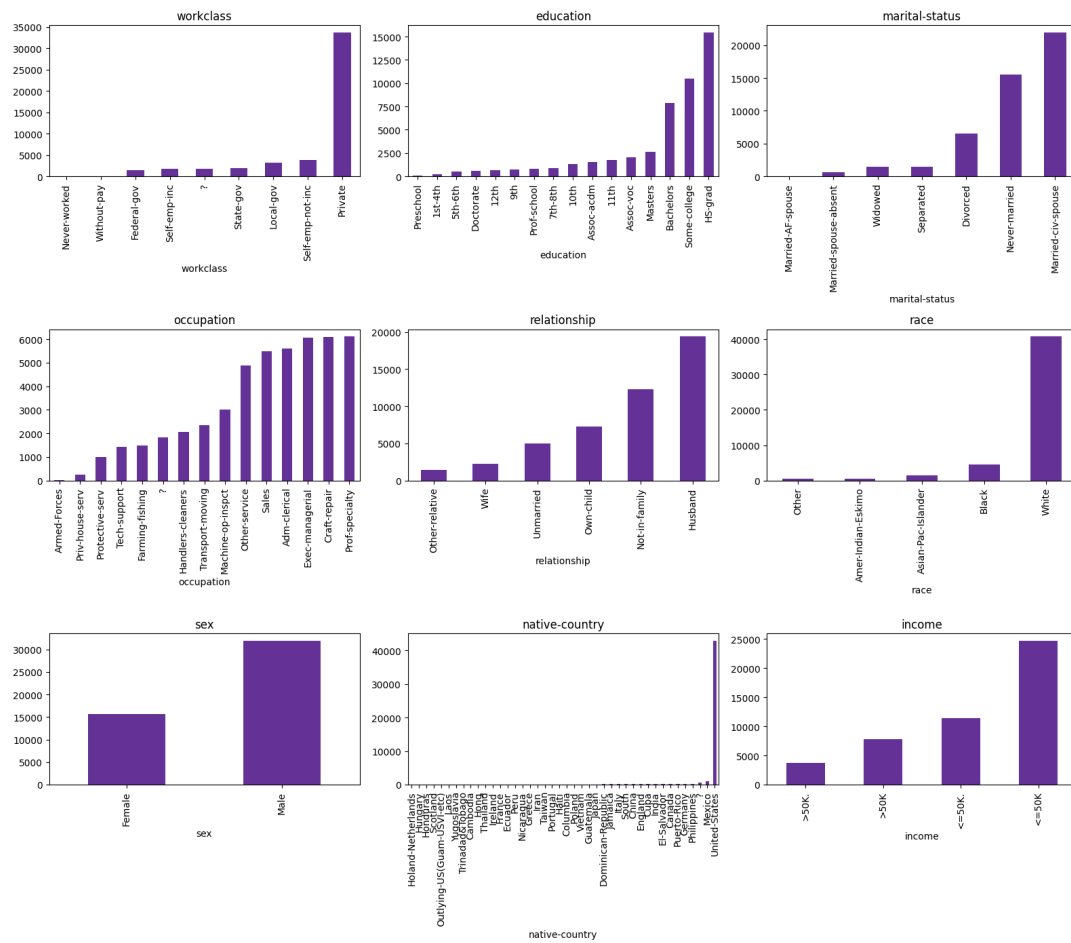 workclass
35000
30000
25000
20000
15000
10000
5000
0
Never-worked
Without-pay
Federal-gov
Self-emp-inc
?
State-gov
Local-gov
Self-emp-not-inc
Private
workclass
education
15000
12500
10000
7500
5000
2500
0
Preschool
1st-4th
5th-6th
Doctorate
12th
9th
Prof-school
7th-8th
10th
Assoc-acdm
11th
Assoc-voc
Masters
Bachelors
Some-college
HS-grad
education
marital-status
20000
15000
10000
5000
0
Married-AF-spouse
Married-spouse-absent
Widowed
Separated
Divorced
Never-married
Married-civ-spouse
marital-status
occupation
6000
5000
4000
3000
2000
1000
0
Armed-Forces
Priv-house-serv
Protective-serv
Tech-support
Farming-fishing
?
Handlers-cleaners
Transport-moving
Machine-op-inspct
Other-service
Sales
Adm-clerical
Exec-managerial
Craft-repair
Prof-specialty
occupation
relationship
20000
15000
10000
5000
0
Other-relative
Wife
Unmarried
Own-child
Not-in-family
Husband
relationship
race
40000
30000
20000
10000
0
Other
Amer-Indian-Eskimo
Asian-Pac-Islander
Black
White
race
sex
30000
25000
20000
15000
10000
5000
0
Female
Male
sex
native-country
40000
30000
20000
10000
0
Holand-Netherlands
Hungary
Honduras
Scotland
Outlying-US(Guam-USVI-etc)
Laos
Yugoslavia
Trinadad&Tobago
Cambodia
Hong
Thailand
Ireland
France
Ecuador
Peru
Nicaragua
Greece
Iran
Taiwan
Portugal
Haiti
Columbia
Poland
Vietnam
Guatemala
Japan
Dominican-Republic
Jamaica
Italy
South
China
England
Cuba
India
El-Salvador
Canada
Puerto-Rico
Germany
Philippines
?
Mexico
United-States
native-country
income
25000
20000
15000
10000
5000
0
>50K.
>50K
<=50K.
<=50K
income